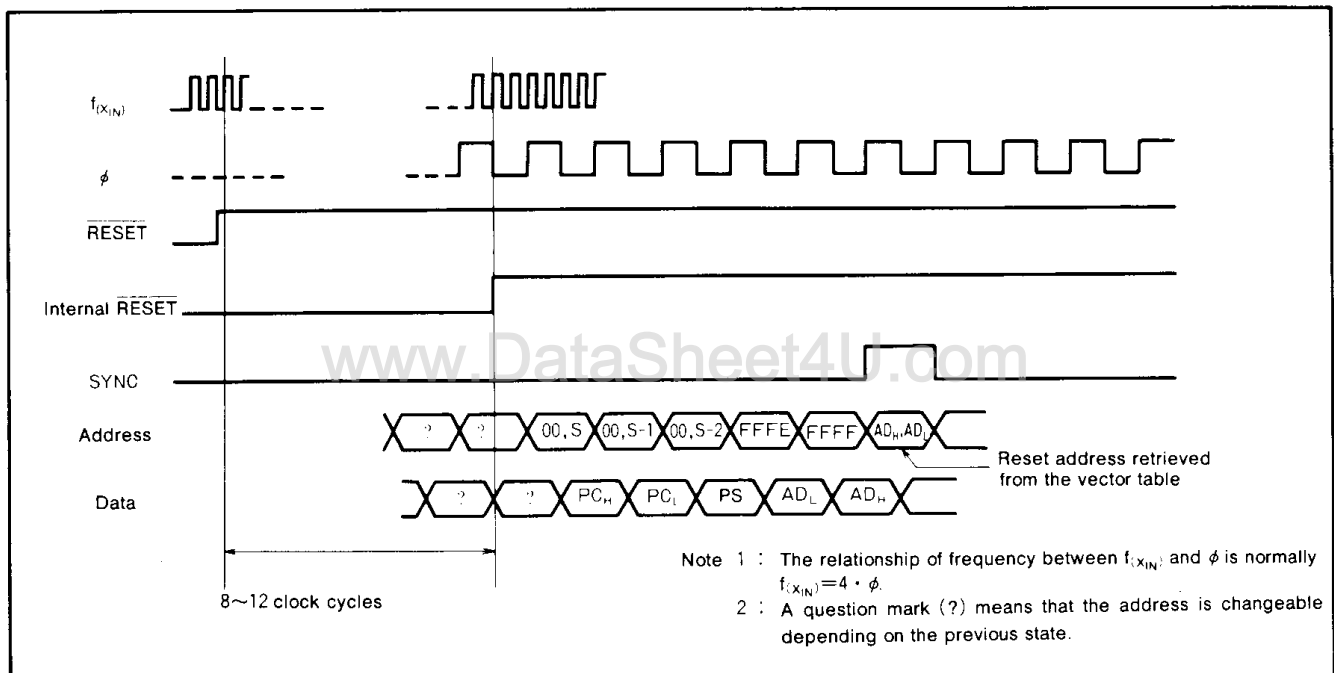 f(XIN)
φ
RESET
Internal RESET
www.DataSheet4U.com
SYNC
Address ? ? 00,S 00,S-1 00,S-2 FFFE FFFF ADH,ADL
Reset address retrieved
from the vector table
Data ? ? PCH PCL PS ADL ADH
8~12 clock cycles
Note 1 : The relationship of frequency between f(XIN) and φ is normally
f(XIN)=4・φ.
2 : A question mark (?) means that the address is changeable
depending on the previous state.